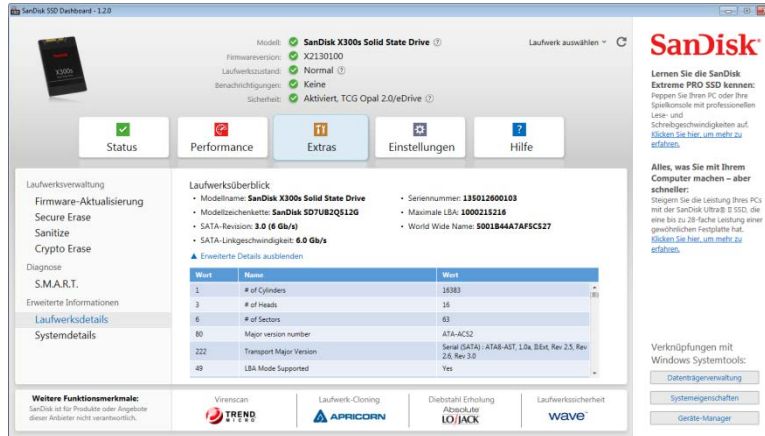 SanDisk SSD Dashboard - 1.2.0
Modell: SanDisk X300s Solid State Drive
Firmwareversion: X2130100
Laufwerkszustand: Normal
Benachrichtigungen: Keine
Sicherheit: Aktiviert, TCG Opal 2.0/eDrive
Laufwerk auswählen
SanDisk
X300s
Status
Performance
Extras
Einstellungen
Hilfe
Laufwerksverwaltung
Firmware-Aktualisierung
Secure Erase
Sanitize
Crypto Erase
Diagnose
S.M.A.R.T.
Erweiterte Informationen
Laufwerksdetails
Systemdetails
Laufwerksüberblick
• Modellname: SanDisk X300s Solid State Drive
• Modellzeichenkette: SanDisk SD7UB2Q512G
• SATA-Revision: 3.0 (6 Gb/s)
• SATA-Linkgeschwindigkeit: 6.0 Gb/s
• Seriennummer: 135012600103
• Maximale LBA: 1000215216
• World Wide Name: 5001B44A7AF5C527
Erweiterte Details ausblenden
Wort Name Wert
1 # of Cylinders 16383
3 # of Heads 16
6 # of Sectors 63
80 Major version number ATA-ACS2
222 Transport Major Version Serial (SATA) : ATA8-AST, 1.0a, II:Ext, Rev 2.5, Rev
2.6, Rev 3.0
49 LBA Mode Supported Yes
Lernen Sie die SanDisk
Extreme PRO SSD kennen:
Peppen Sie Ihren PC oder Ihre
Spielkonsole mit professionellen
Lese- und
Schreibgeschwindigkeiten auf.
Klicken Sie hier, um mehr zu
erfahren.
Alles, was Sie mit Ihrem
Computer machen – aber
schneller:
Steigern Sie die Leistung Ihres PCs
mit der SanDisk Ultra® II SSD, die
eine bis zu 28-fache Leistung einer
gewöhnlichen Festplatte hat.
Klicken Sie hier, um mehr zu
erfahren.
Verknüpfungen mit
Windows Systemtools:
Datenträgerverwaltung
Systemeigenschaften
Geräte-Manager
Weitere Funktionsmerkmale:
SanDisk ist für Produkte oder Angebote
dieser Anbieter nicht verantwortlich.
Virenscan
TREND
MICRO
Laufwerk-Cloning
APRICORN
Diebstahl Erholung
Absolute
LOJACK
Laufwerkssicherheit
wave